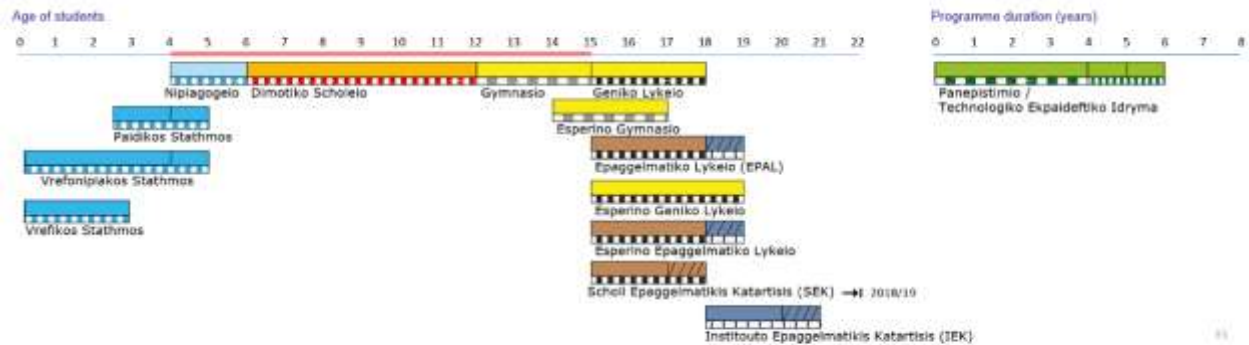 Age of students
Programme duration (years)
0 1 2 3 4 5 6 7 8 9 10 11 12 13 14 15 16 17 18 19 20 21 22
0 1 2 3 4 5 6 7 8
Nipiagogeio Dimotiko Scholeio Gymnasio Geniko Lykeio
Panepistimio /
Technologiko Ekpaideftiko Idryma
Esperino Gymnasio
Paidikos Stathmos
Epaggelmatiko Lykeio (EPAL)
Vrefonipiakos Stathmos
Esperino Geniko Lykeio
Vrefikos Stathmos
Esperino Epaggelmatiko Lykeio
Scholi Epaggelmatikis Katartisis (SEK) 2018/19
Institouto Epaggelmatikis Katartisis (IEK)